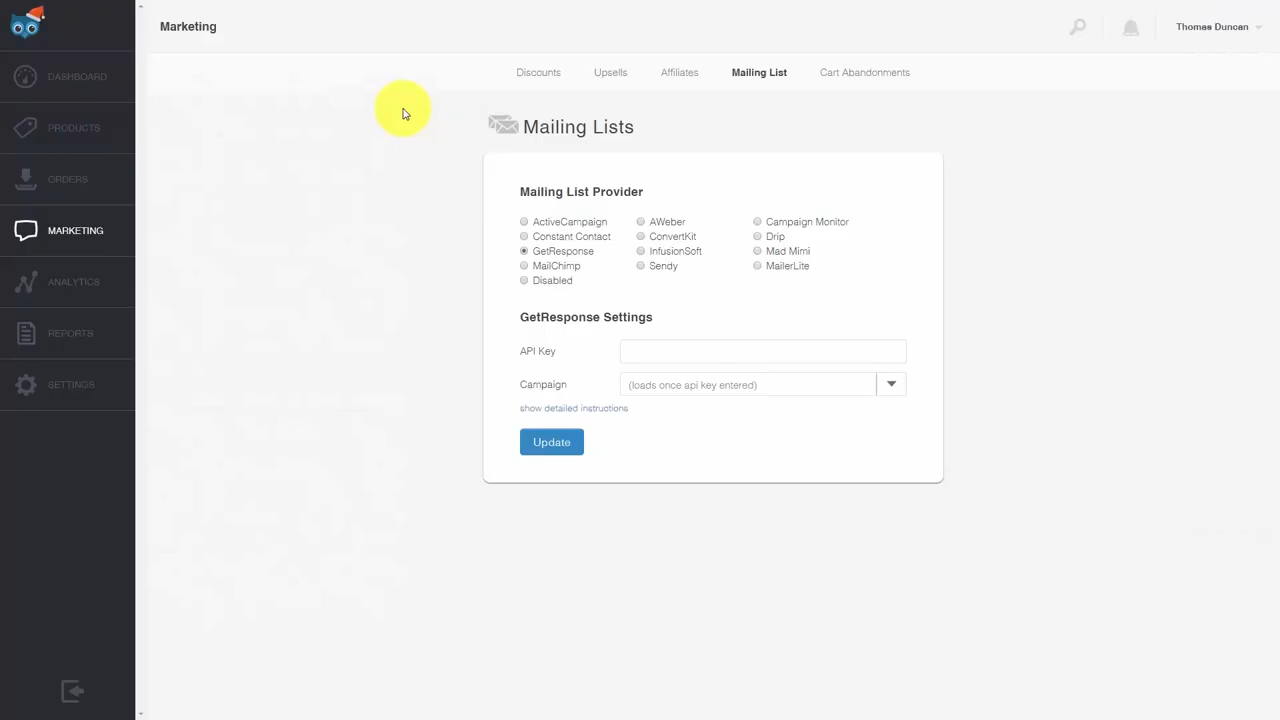 Marketing
Thomas Duncan
DASHBOARD
PRODUCTS
ORDERS
MARKETING
ANALYTICS
REPORTS
SETTINGS
Discounts
Upsells
Affiliates
Mailing List
Cart Abandonments
Mailing Lists
Mailing List Provider
ActiveCampaign
AWeber
Campaign Monitor
Constant Contact
ConvertKit
Drip
GetResponse
InfusionSoft
Mad Mimi
MailChimp
Sendy
MailerLite
Disabled
GetResponse Settings
API Key
Campaign
(loads once api key entered)
show detailed instructions
Update